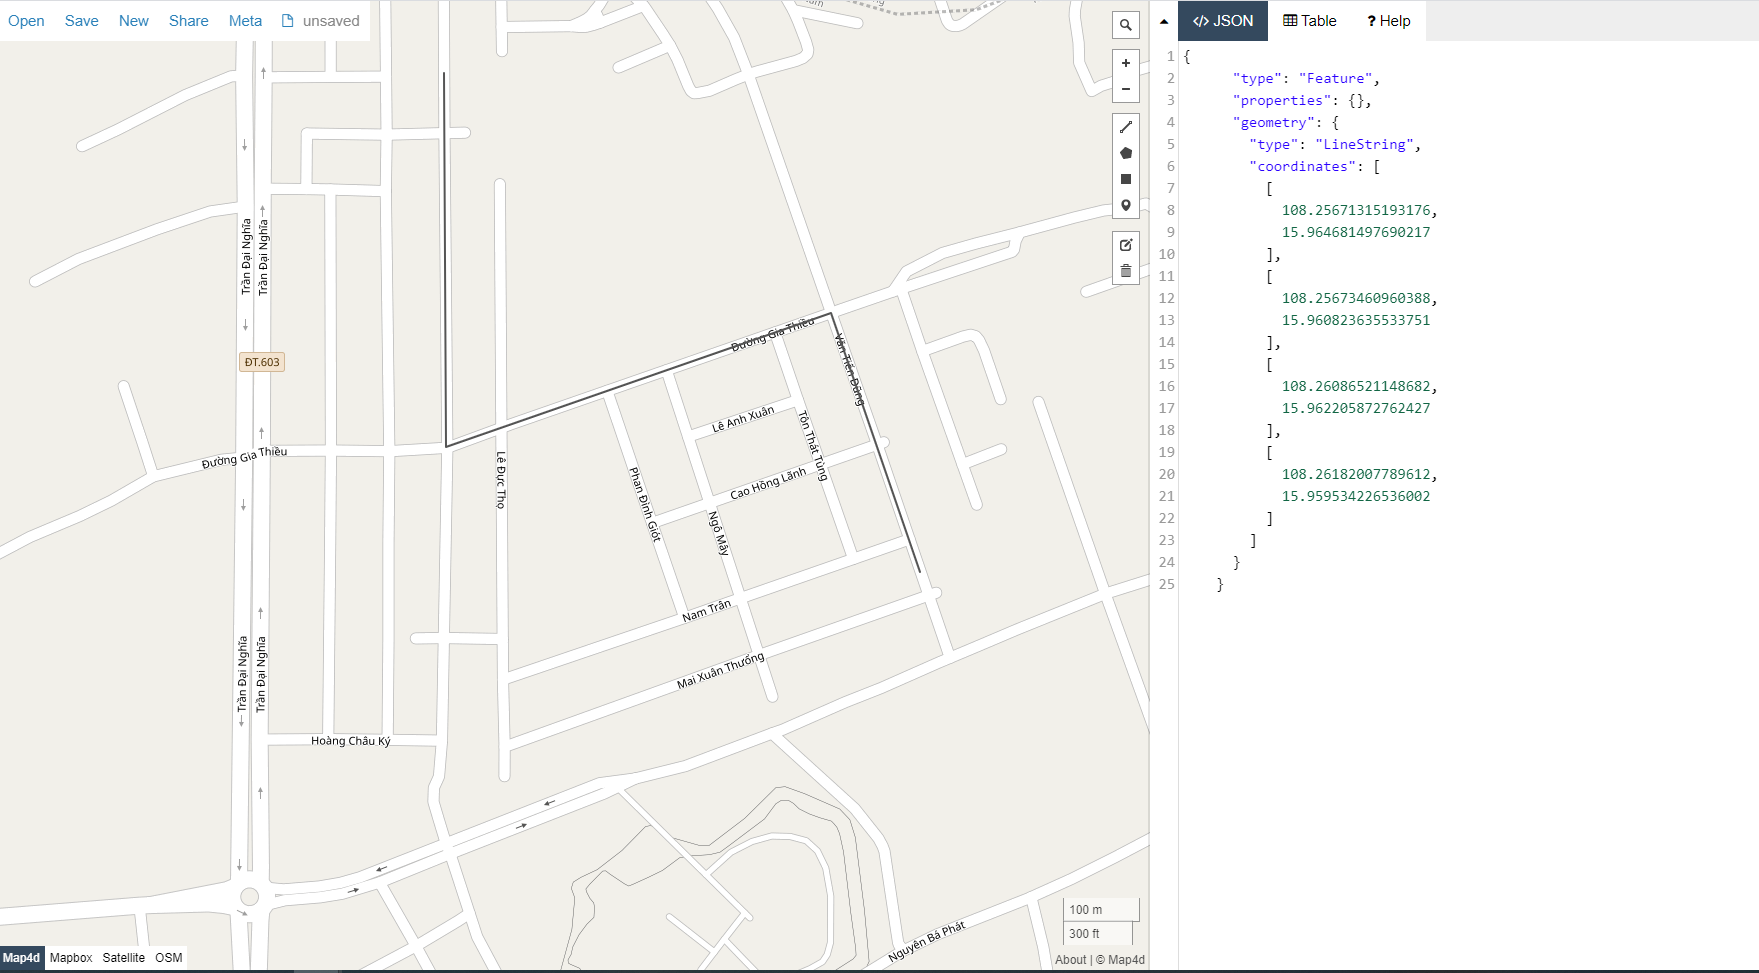 Open Save New Share Meta unsaved
</> JSON Table ? Help
Trần Đại Nghĩa
Trần Đại Nghĩa
ĐT.603
Đường Gia Thiều
Văn Tiến Dũng
Lê Anh Xuân
Tôn Thất Tùng
Đường Gia Thiều
Lê Đức Thọ
Phan Đình Giót
Cao Hồng Lãnh
Ngô Mây
Nam Trân
Trần Đại Nghĩa
Trần Đại Nghĩa
Mai Xuân Thưởng
Hoàng Châu Ký
Nguyễn Bá Phát
100 m
300 ft
Map4d Mapbox Satellite OSM
About | © Map4d
1 {
2 "type": "Feature",
3 "properties": {},
4 "geometry": {
5 "type": "LineString",
6 "coordinates": [
7 [
8 108.25671315193176,
9 15.964681497690217
10 ],
11 [
12 108.25673460960388,
13 15.960823635533751
14 ],
15 [
16 108.26086521148682,
17 15.962205872762427
18 ],
19 [
20 108.26182007789612,
21 15.959534226536002
22 ]
23 ]
24 }
25 }